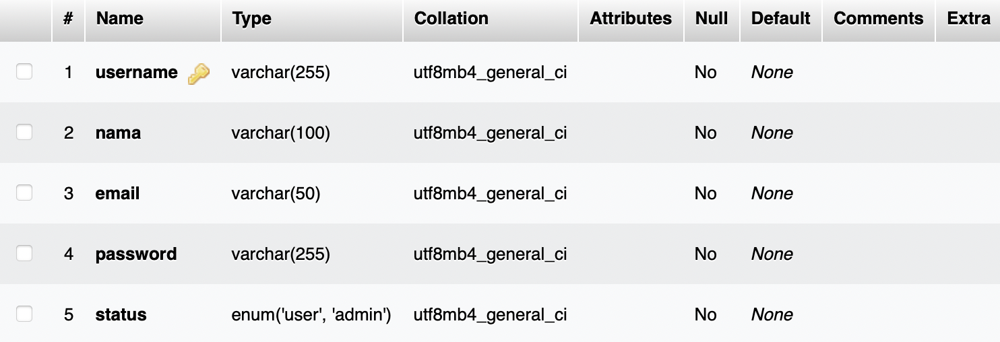 # Name Type Collation Attributes Null Default Comments Extra
1 username varchar(255) utf8mb4_general_ci No None
2 nama varchar(100) utf8mb4_general_ci No None
3 email varchar(50) utf8mb4_general_ci No None
4 password varchar(255) utf8mb4_general_ci No None
5 status enum('user', 'admin') utf8mb4_general_ci No None